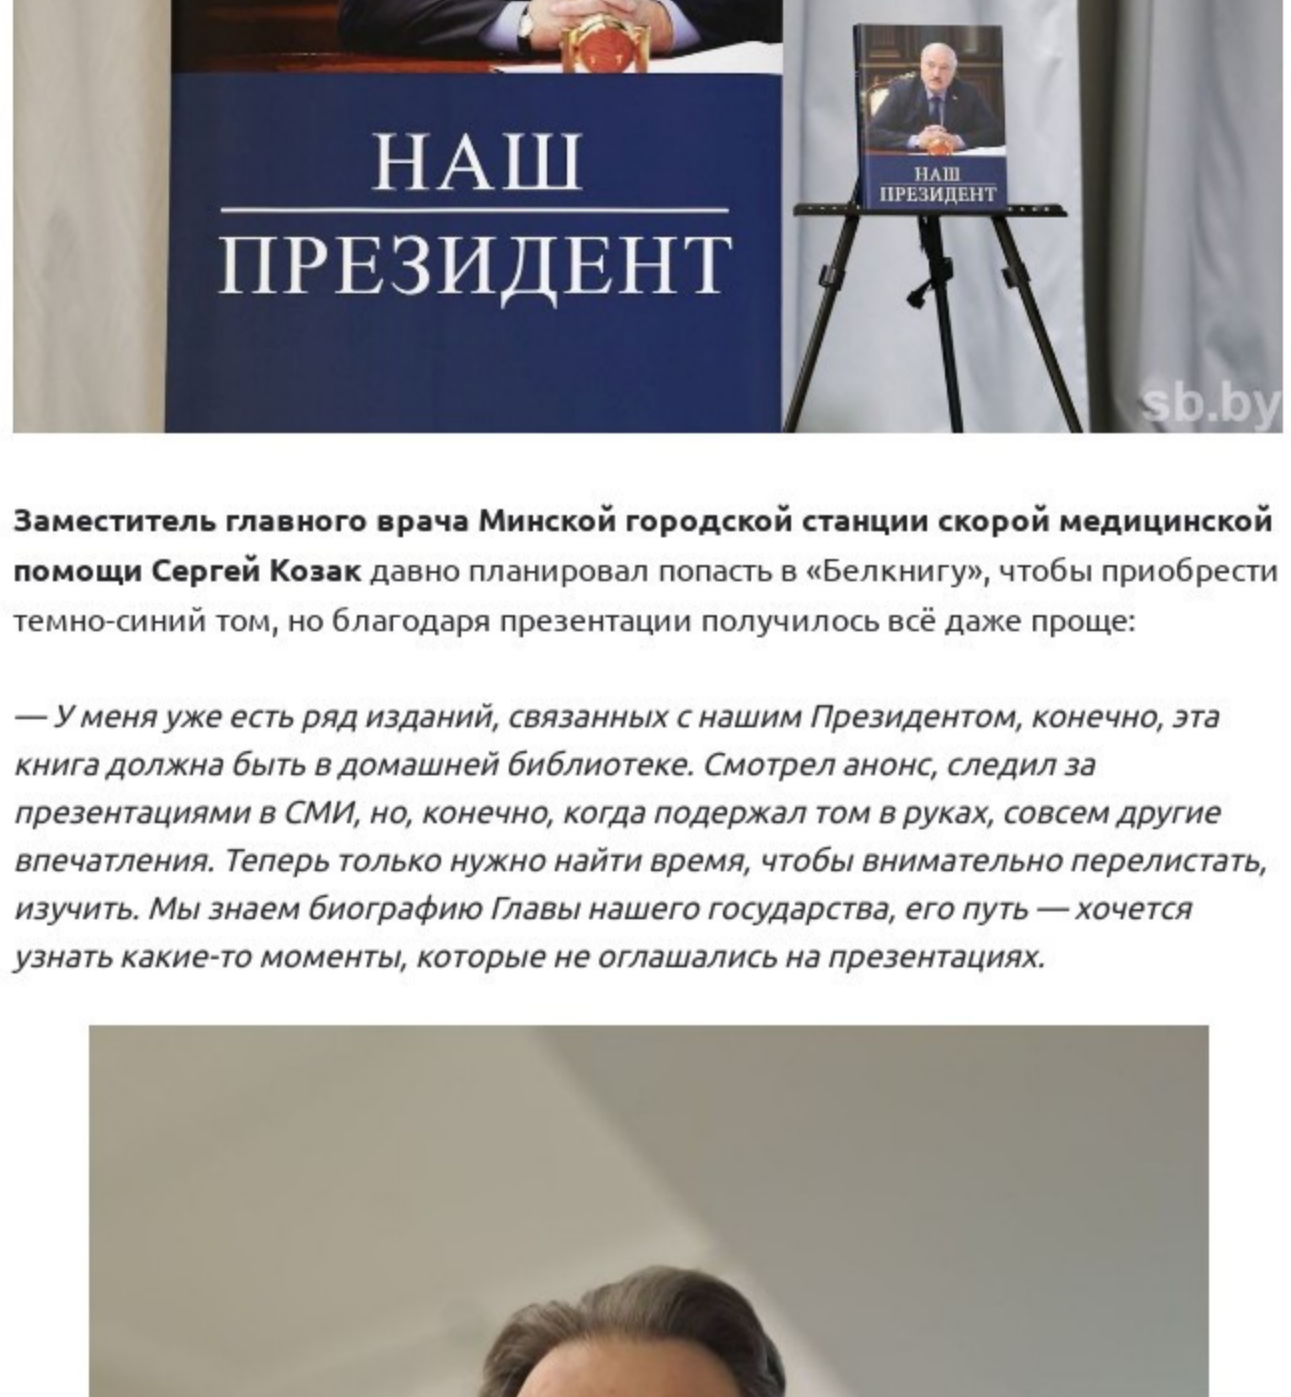 НАШ
ПРЕЗИДЕНТ
НАШ
ПРЕЗИДЕНТ
sb.by
Заместитель главного врача Минской городской станции скорой медицинской
помощи Сергей Козак давно планировал попасть в «Белкнигу», чтобы приобрести
темно-синий том, но благодаря презентации получилось всё даже проще:
— У меня уже есть ряд изданий, связанных с нашим Президентом, конечно, эта
книга должна быть в домашней библиотеке. Смотрел анонс, следил за
презентациями в СМИ, но, конечно, когда подержал том в руках, совсем другие
впечатления. Теперь только нужно найти время, чтобы внимательно перелистать,
изучить. Мы знаем биографию Главы нашего государства, его путь — хочется
узнать какие-то моменты, которые не оглашались на презентациях.